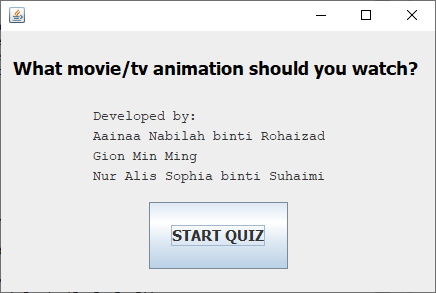 What movie/tv animation should you watch?
Developed by:
Aainaa Nabilah binti Rohaizad
Gion Min Ming
Nur Alis Sophia binti Suhaimi
START QUIZ